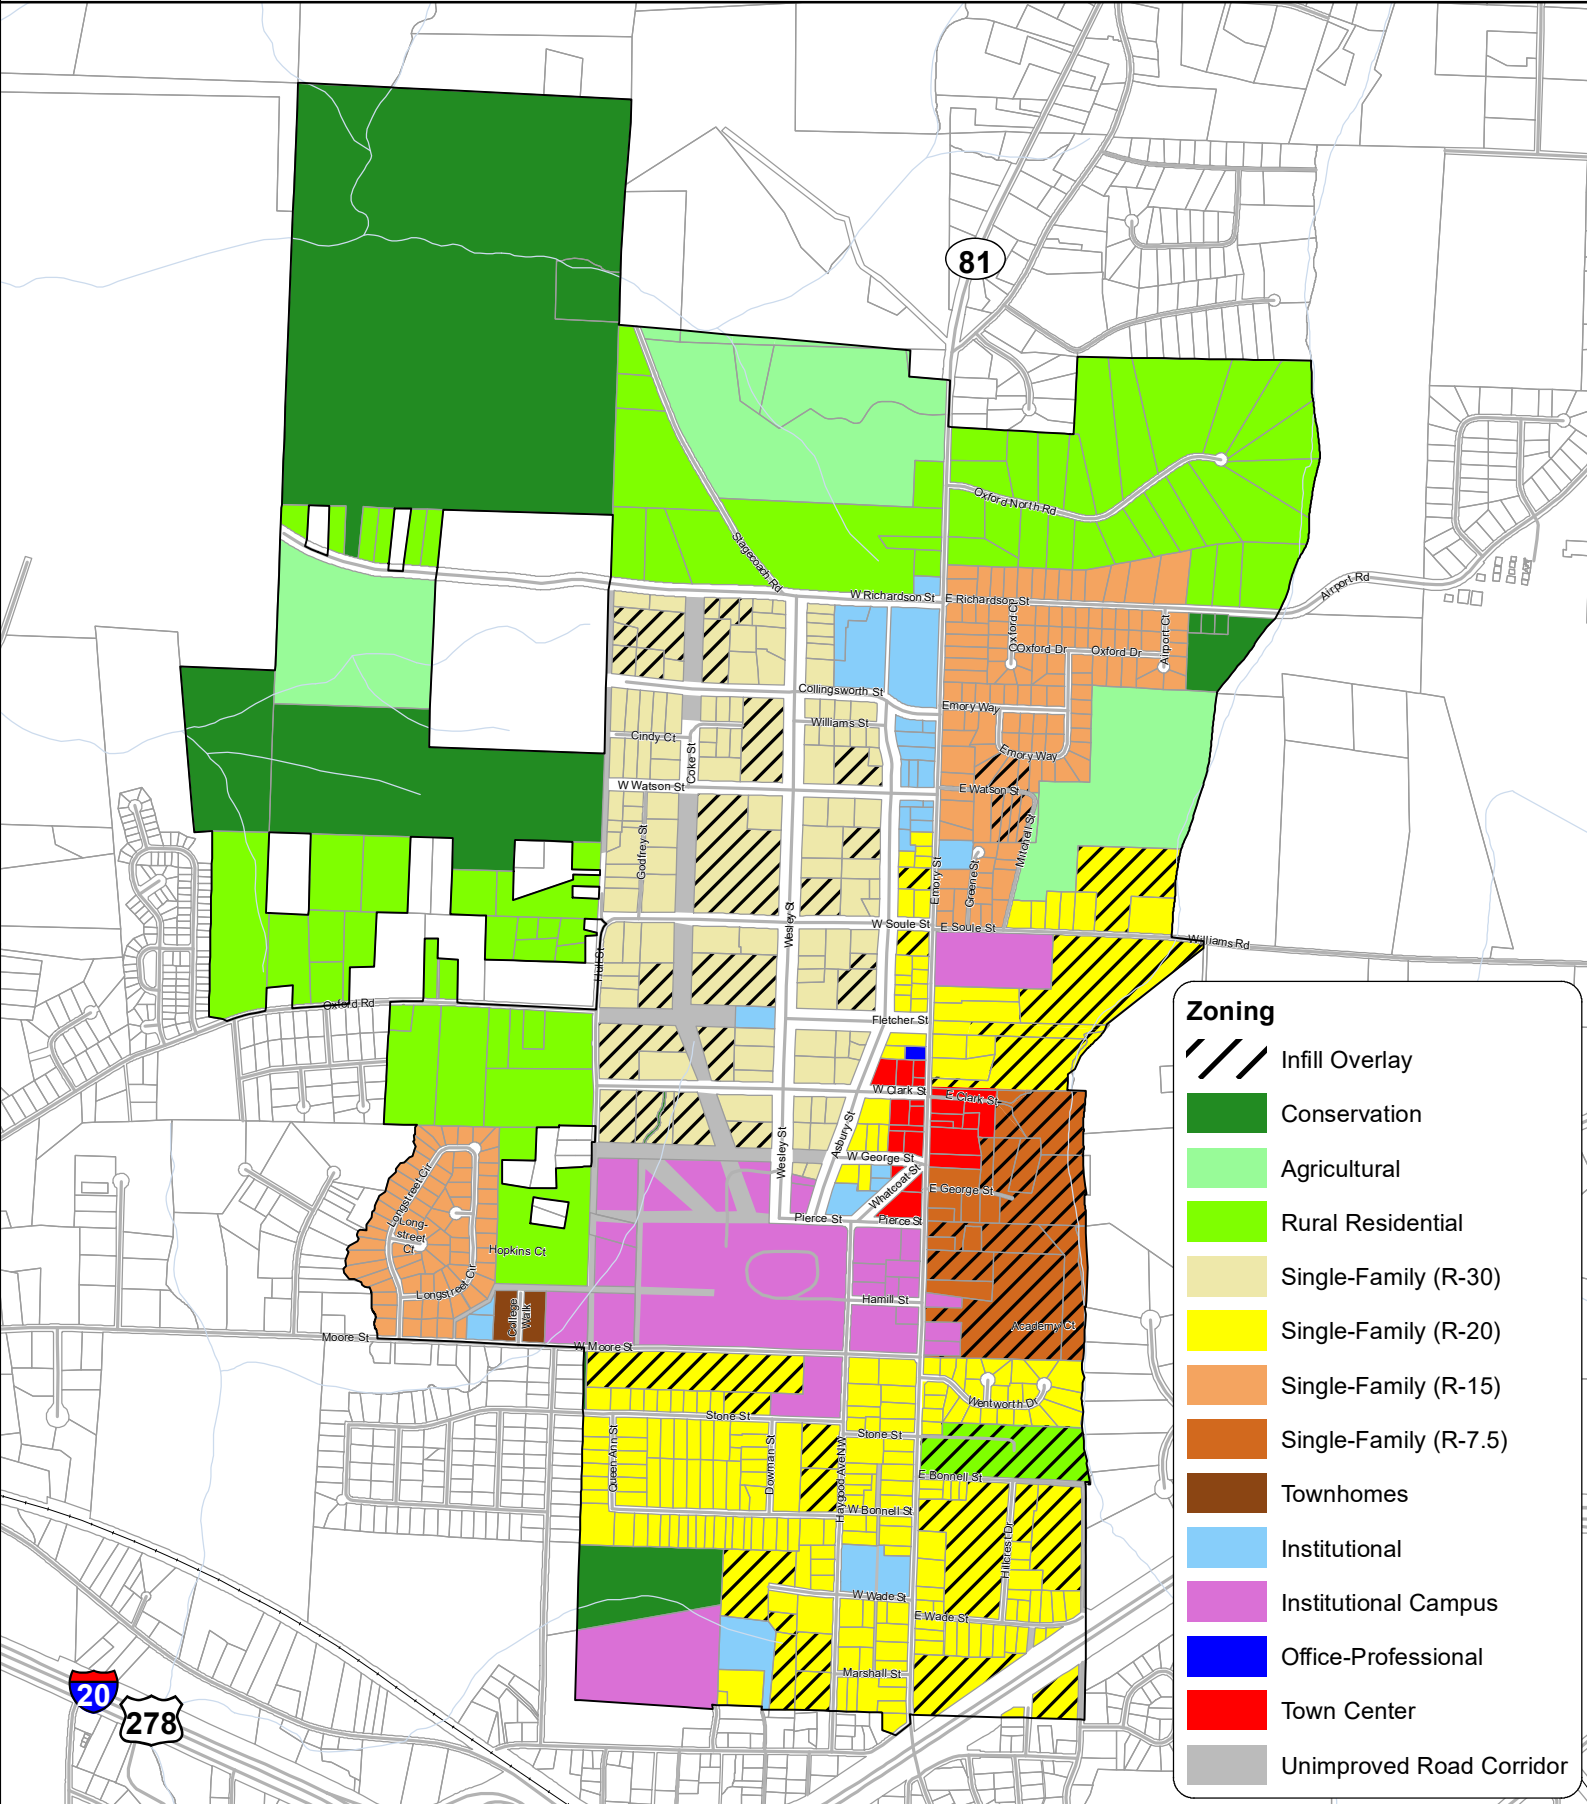 81
Oxford North Rd
Stagecoach Rd
Airport Rd
W Richardson St
E Richardson St
Oxford Ct
Oxford Dr
Oxford Dr
Airport Ct
Collingsworth St
Emory Way
Williams St
Cindy Ct
Coke St
Emory Way
W Watson St
E Watson St
Godfrey St
Mitchell St
Emory St
Greene St
Wesley St
W Soule St
E Soule St
Williams Rd
Hull St
Oxford Rd
Fletcher St
W Clark St
E Clark St
Asbury St
Wesley St
W George St
Whatcoat St
E George St
Longstreet Cir
Long-
street
Ct
Pierce St
Pierce St
Hopkins Ct
Longstreet Cir
Hamill St
College
Walk
Academy Ct
Moore St
W Moore St
Wentworth Dr
Stone St
Stone St
Queen Ann St
Dowman St
Haygood Ave NW
E Bonnell St
W Bonnell St
Hillcrest Dr
W Wade St
E Wade St
Marshall St
20
278
Zoning
Infill Overlay
Conservation
Agricultural
Rural Residential
Single-Family (R-30)
Single-Family (R-20)
Single-Family (R-15)
Single-Family (R-7.5)
Townhomes
Institutional
Institutional Campus
Office-Professional
Town Center
Unimproved Road Corridor